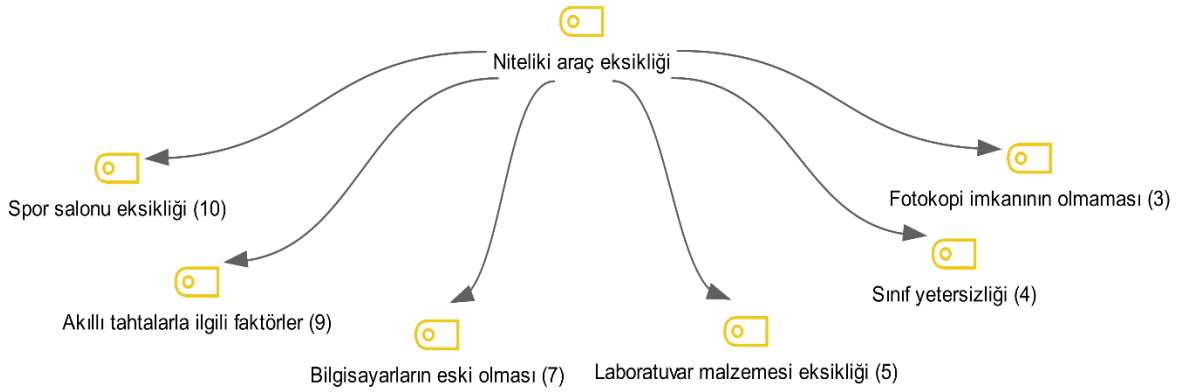 Niteliki araç eksikliği
Fotokopi imkanının olmaması (3)
Spor salonu eksikliği (10)
Sınıf yetersizliği (4)
Akıllı tahtalarla ilgili faktörler (9)
Bilgisayarların eski olması (7)
Laboratuvar malzemesi eksikliği (5)